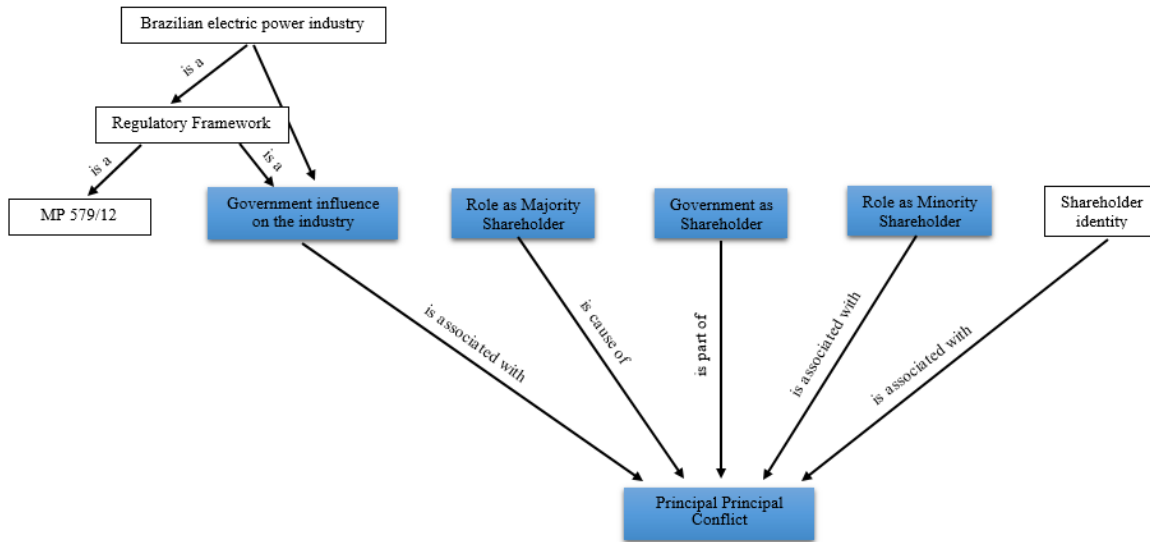 Brazilian electric power industry
is a
Regulatory Framework
is a
is a
MP 579/12
Government influence
on the industry
Role as Majority
Shareholder
Government as
Shareholder
Role as Minority
Shareholder
Shareholder
identity
is associated with
is cause of
is part of
is associated with
is associated with
Principal Principal
Conflict